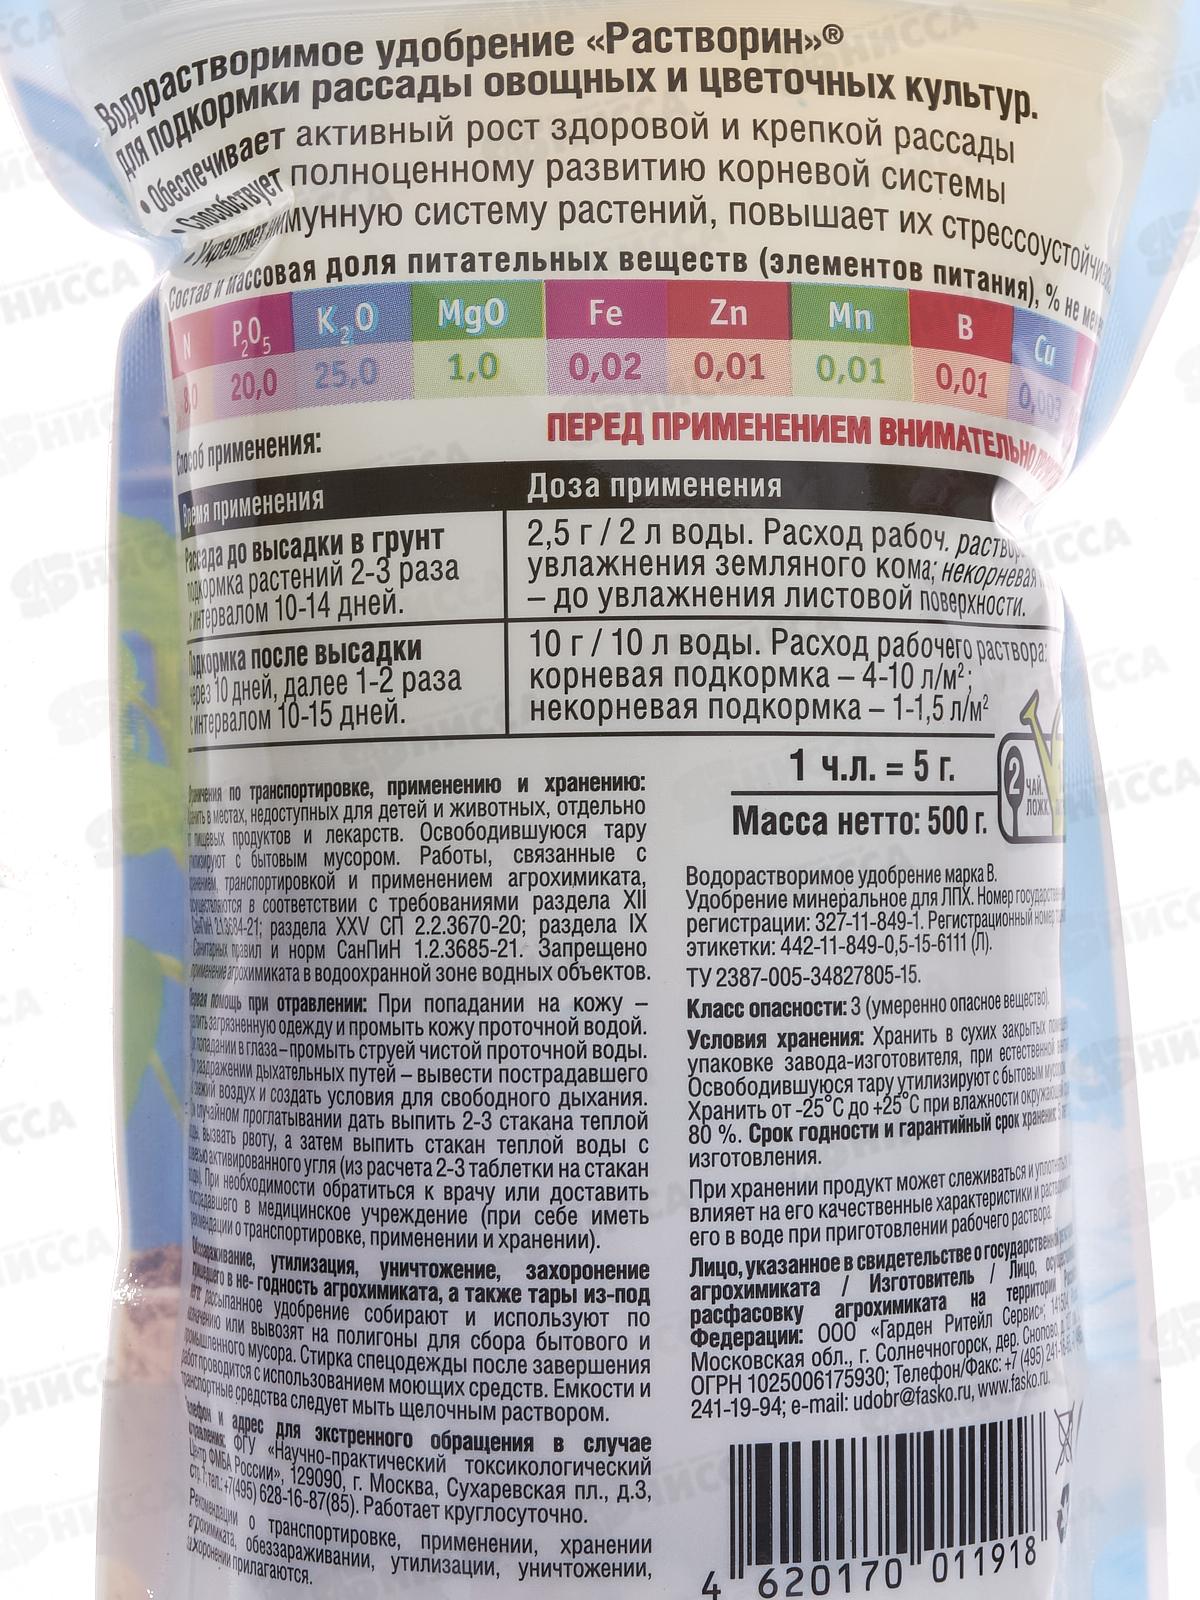 Водорастворимое удобрение «Растворин»®
для подкормки рассады овощных и цветочных культур.
• Обеспечивает активный рост здоровой и крепкой рассады
• Способствует полноценному развитию корневой системы
• Укрепляет иммунную систему растений, повышает их
Состав и массовая доля питательных веществ (элементов питания), % не
N P2O5 K2O MgO Fe Zn Mn B Cu
20,0 25,0 1,0 0,02 0,01 0,01 0,01 0,003
Способ применения:
ПЕРЕД ПРИМЕНЕНИЕМ ВНИМАТЕЛЬНО
Время применения
Доза применения
Рассада до высадки в грунт
подкормка растений 2-3 раза
с интервалом 10-14 дней.
2,5 г / 2 л воды. Расход рабоч.
увлажнения земляного кома; некорневая
– до увлажнения листовой поверхности.
Подкормка после высадки
через 10 дней, далее 1-2 раза
с интервалом 10-15 дней.
10 г / 10 л воды. Расход рабочего раствора:
корневая подкормка – 4-10 л/м²;
некорневая подкормка – 1-1,5 л/м²
1 ч.л. = 5 г.
Масса нетто: 500 г.
2 ЧАЙ.
ЛОЖК
по транспортировке, применению и хранению:
в местах, недоступных для детей и животных, отдельно
пищевых продуктов и лекарств. Освободившуюся тару
с бытовым мусором. Работы, связанные с
транспортировкой и применением агрохимиката,
в соответствии с требованиями раздела XII
раздела XXV СП 2.2.3670-20; раздела IX
Санитарных правил и норм СанПиН 1.2.3685-21. Запрещено
применение агрохимиката в водоохранной зоне водных объектов.
Первая помощь при отравлении: При попадании на кожу –
загрязненную одежду и промыть кожу проточной водой.
попадании в глаза – промыть струей чистой проточной воды.
раздражении дыхательных путей – вывести пострадавшего
свежий воздух и создать условия для свободного дыхания.
случайном проглатывании дать выпить 2-3 стакана теплой
вызвать рвоту, а затем выпить стакан теплой воды с
активированного угля (из расчета 2-3 таблетки на стакан
При необходимости обратиться к врачу или доставить
пострадавшего в медицинское учреждение (при себе иметь
о транспортировке, применении и хранении).
Обеззараживание, утилизация, уничтожение, захоронение
в не- годность агрохимиката, а также тары из-под
рассыпанное удобрение собирают и используют по
или вывозят на полигоны для сбора бытового и
промышленного мусора. Стирка спецодежды после завершения
работ проводится с использованием моющих средств. Емкости и
транспортные средства следует мыть щелочным раствором.
Телефон и адрес для экстренного обращения в случае
отравления: ФГУ «Научно-практический токсикологический
Центр ФМБА России», 129090, г. Москва, Сухаревская пл., д.3,
тел.: +7(495) 628-16-87(85). Работает круглосуточно.
Рекомендации о транспортировке, применении, хранении
агрохимиката, обеззараживании, утилизации, уничтожении,
захоронении прилагаются.
Водорастворимое удобрение марка В.
Удобрение минеральное для ЛПХ. Номер
регистрации: 327-11-849-1. Регистрационный номер
этикетки: 442-11-849-0,5-15-6111 (Л).
ТУ 2387-005-34827805-15.
Класс опасности: 3 (умеренно опасное вещество).
Условия хранения: Хранить в сухих закрытых
упаковке завода-изготовителя, при естественной
Освободившуюся тару утилизируют с бытовым мусором.
Хранить от -25°С до +25°С при влажности
80 %. Срок годности и гарантийный срок хранения:
изготовления.
При хранении продукт может слеживаться и
влияет на его качественные характеристики и
его в воде при приготовлении рабочего раствора.
Лицо, указанное в свидетельстве о государственной
агрохимиката / Изготовитель / Лицо,
расфасовку агрохимиката на территории
Федерации: ООО «Гарден Ритейл Сервис»;
Московская обл., г. Солнечногорск, дер.
ОГРН 1025006175930; Телефон/Факс: +7 (495)
241-19-94; e-mail: udobr@fasko.ru, www.fasko.ru.
4 620170 011918